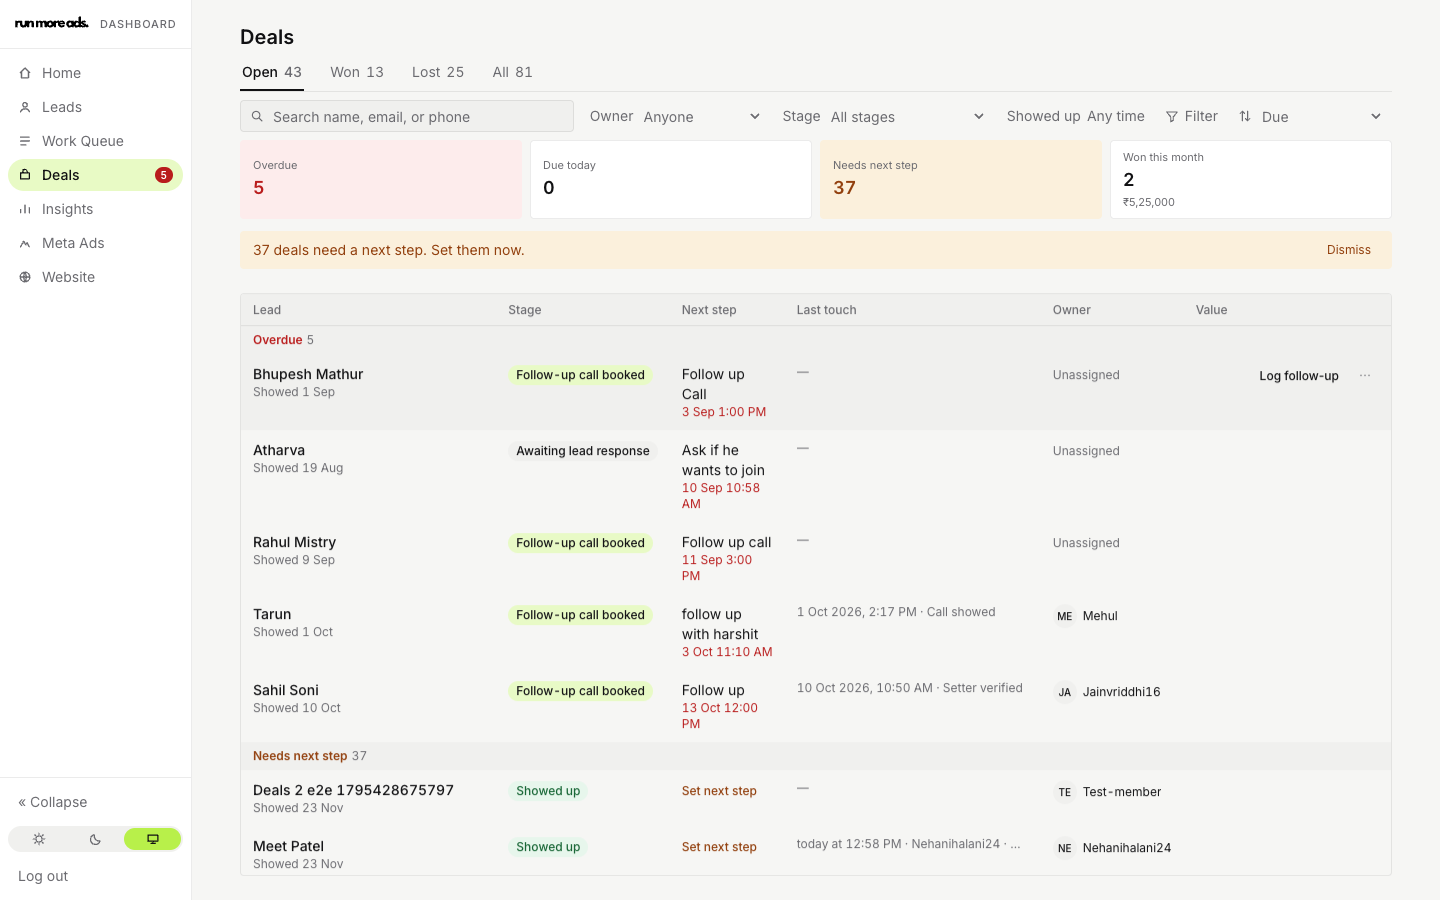 run more ads. DASHBOARD
Home
Leads
Work Queue
Deals 5
Insights
Meta Ads
Website
« Collapse
Log out
Deals
Open 43 Won 13 Lost 25 All 81
Search name, email, or phone Owner Anyone Stage All stages Showed up Any time Filter Due
Overdue
5
Due today
0
Needs next step
37
Won this month
2
₹5,25,000
37 deals need a next step. Set them now. Dismiss
Lead Stage Next step Last touch Owner Value
Overdue 5
Bhupesh Mathur
Showed 1 Sep
Follow-up call booked
Follow up
Call
3 Sep 1:00 PM
—
Unassigned
Log follow-up ···
Atharva
Showed 19 Aug
Awaiting lead response
Ask if he
wants to join
10 Sep 10:58
AM
—
Unassigned
Rahul Mistry
Showed 9 Sep
Follow-up call booked
Follow up call
11 Sep 3:00
PM
—
Unassigned
Tarun
Showed 1 Oct
Follow-up call booked
follow up
with harshit
3 Oct 11:10 AM
1 Oct 2026, 2:17 PM · Call showed
ME Mehul
Sahil Soni
Showed 10 Oct
Follow-up call booked
Follow up
13 Oct 12:00
PM
10 Oct 2026, 10:50 AM · Setter verified
JA Jainvriddhi16
Needs next step 37
Deals 2 e2e 1795428675797
Showed 23 Nov
Showed up
Set next step
—
TE Test-member
Meet Patel
Showed 23 Nov
Showed up
Set next step
today at 12:58 PM · Nehanihalani24 · ...
NE Nehanihalani24